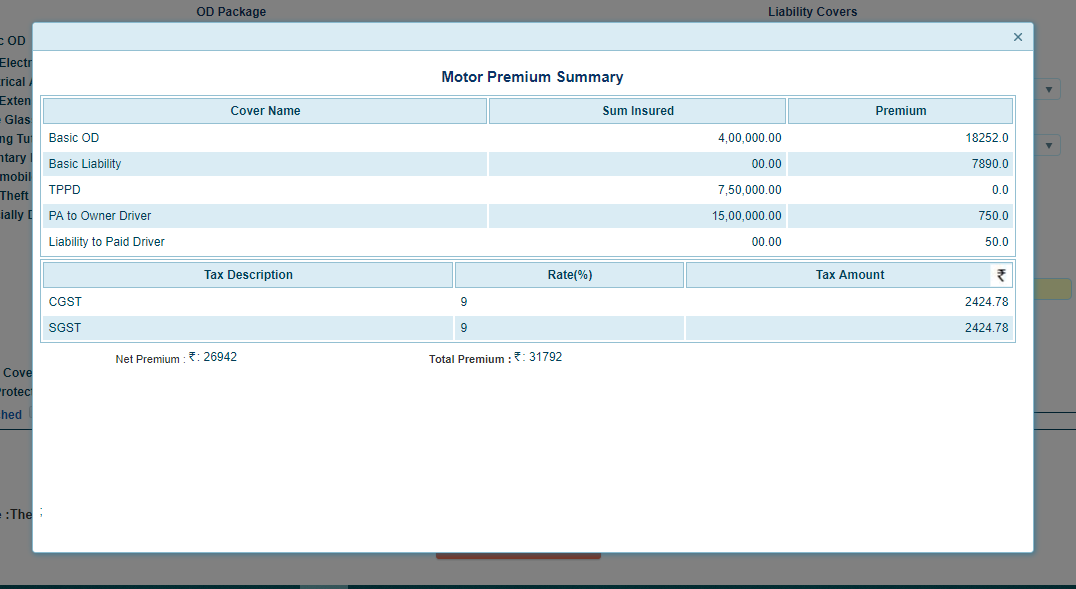 OD Package Liability Covers
c OD
×
Electr
Motor Premium Summary
rical A
Exten
Cover Name Sum Insured Premium
Glas
Basic OD 4,00,000.00 18252.0
ng Tu
Basic Liability 00.00 7890.0
ntary
mobil
TPPD 7,50,000.00 0.0
Theft
PA to Owner Driver 15,00,000.00 750.0
ially D
Liability to Paid Driver 00.00 50.0
Tax Description Rate(%) Tax Amount ₹
CGST 9 2424.78
SGST 9 2424.78
Net Premium : ₹ : 26942 Total Premium : ₹ : 31792
Cove
rotec
hed
e :The ;